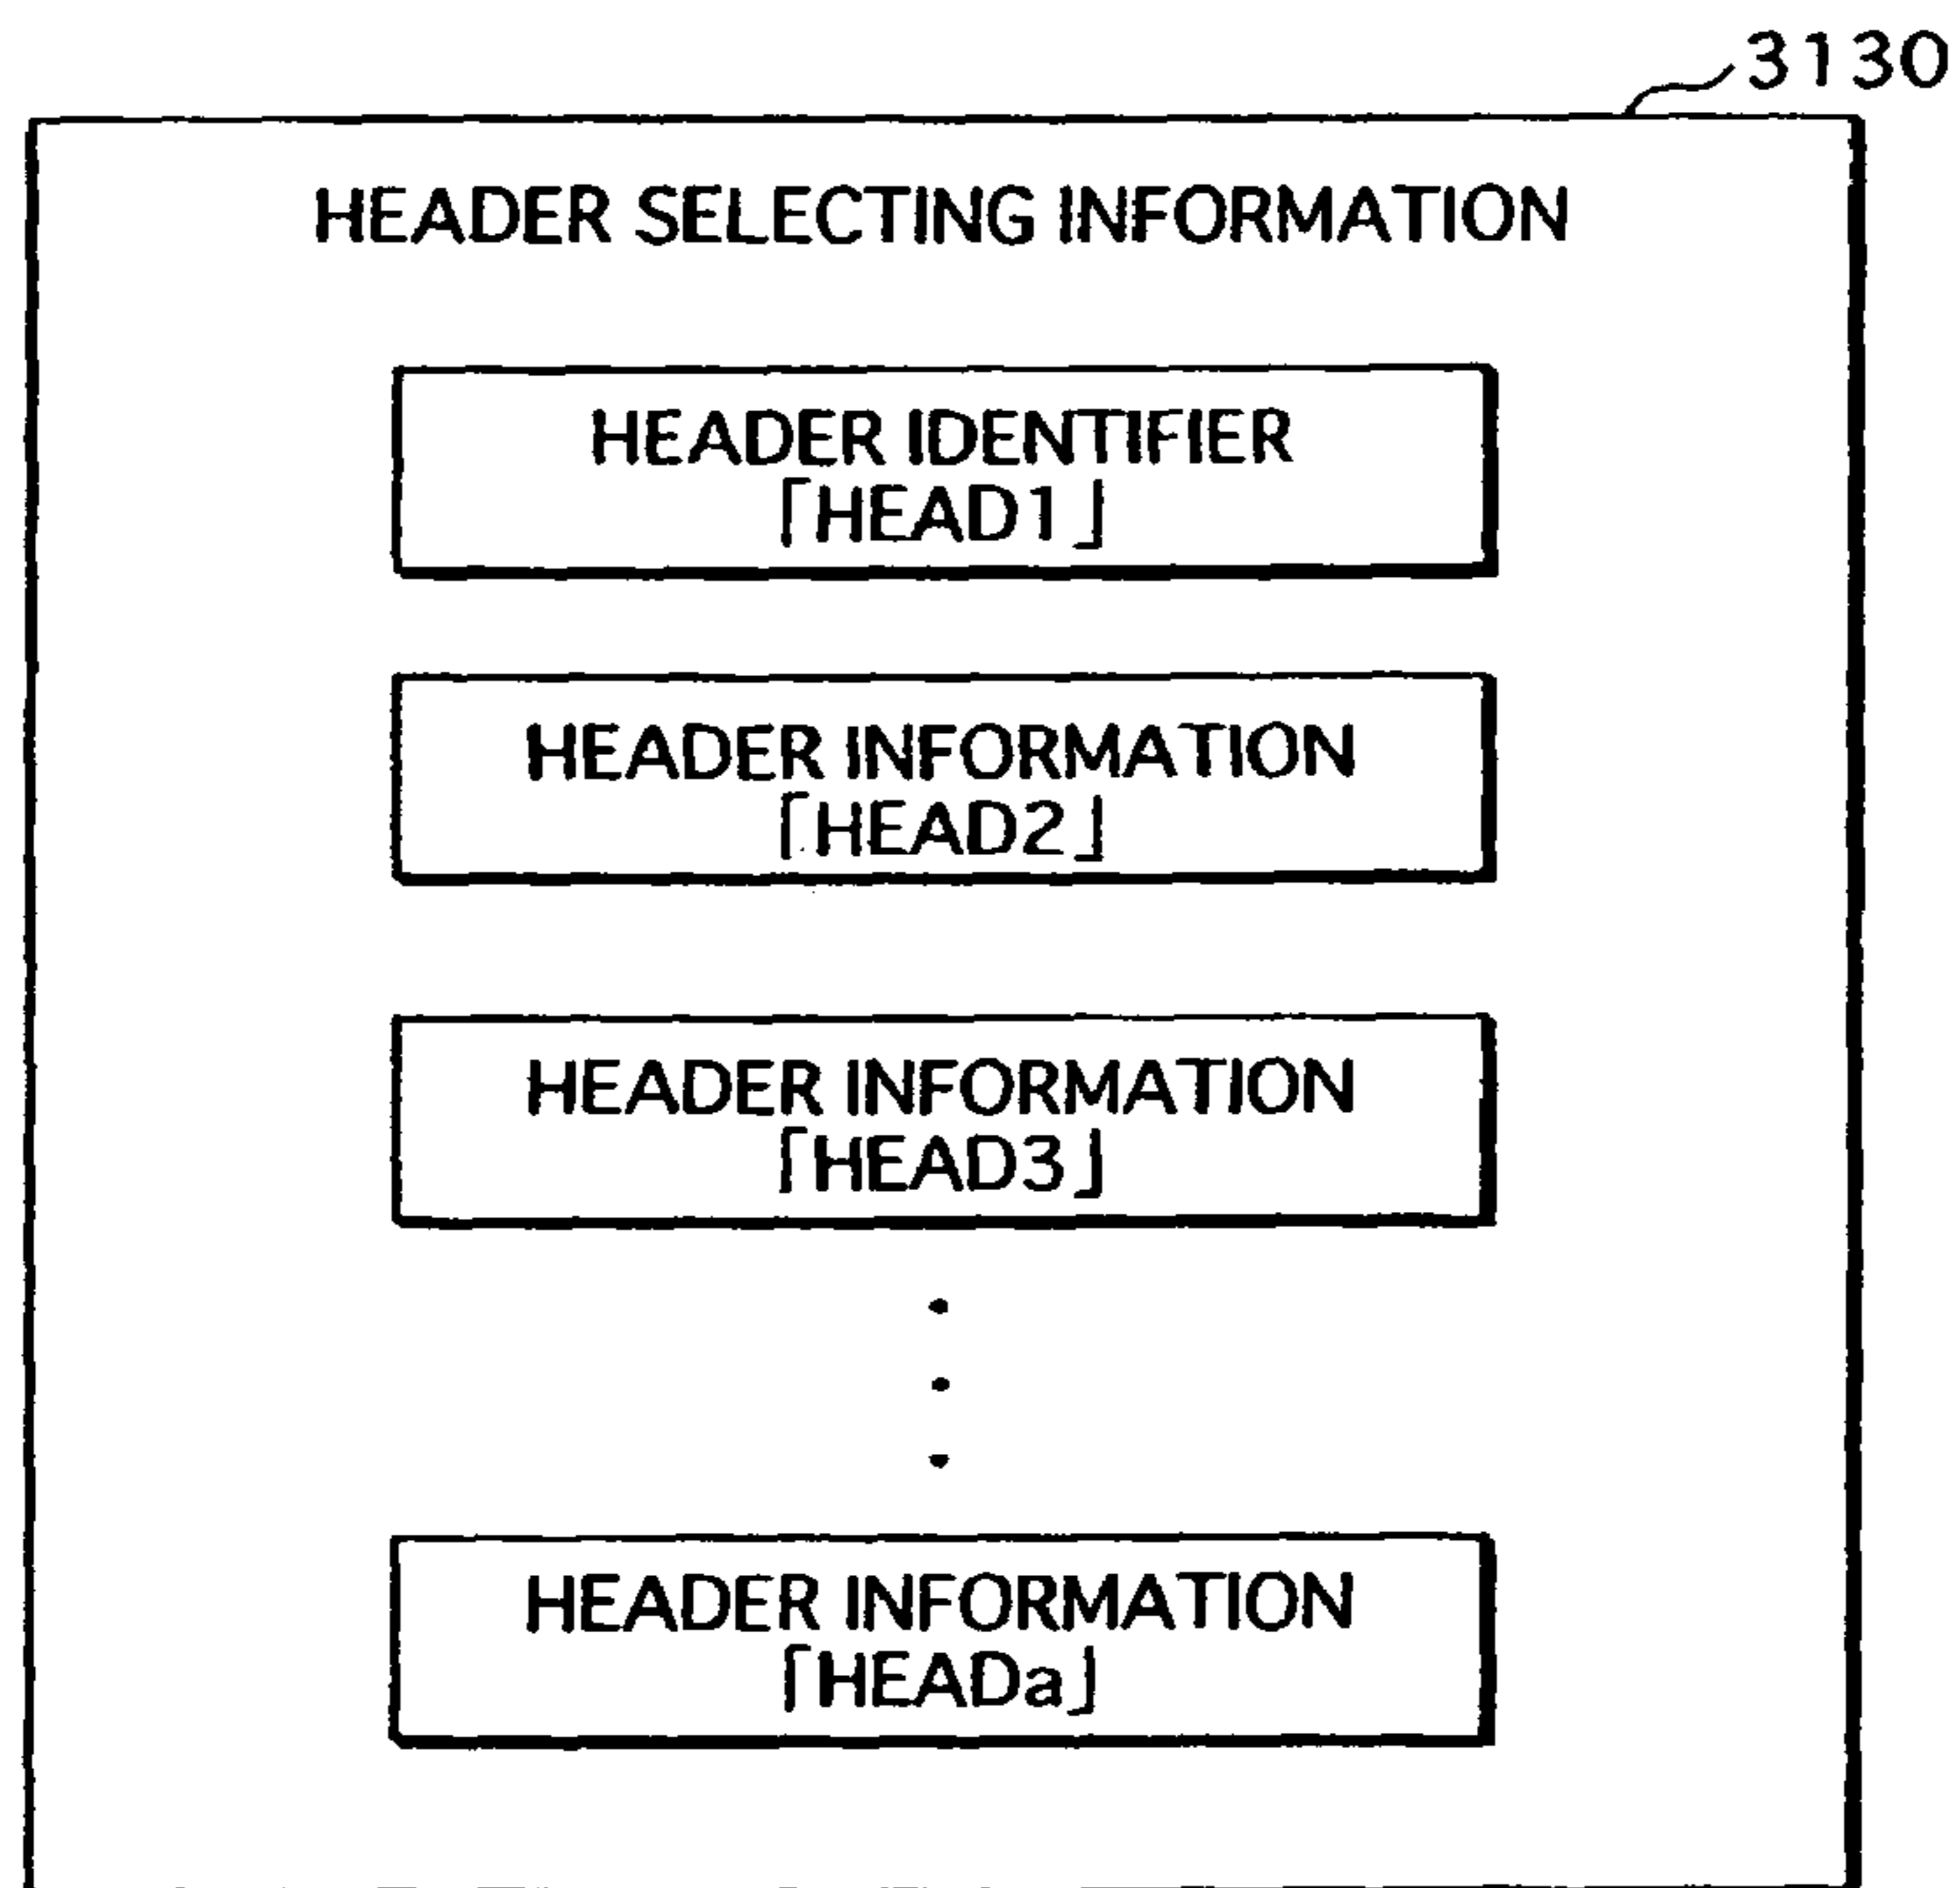 3130
HEADER SELECTING INFORMATION
HEADER IDENTIFIER
「HEAD1」
HEADER INFORMATION
「HEAD2」
HEADER INFORMATION
「HEAD3」
HEADER INFORMATION
「HEADa」